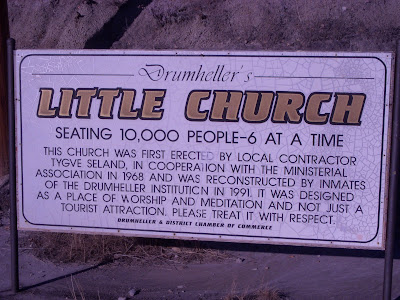 Drumheller's
LITTLE CHURCH
SEATING 10,000 PEOPLE-6 AT A TIME
THIS CHURCH WAS FIRST ERECTED BY LOCAL CONTRACTOR
TYGVE SELAND, IN COOPERATION WITH THE MINISTERIAL
ASSOCIATION IN 1968 AND WAS RECONSTRUCTED BY INMATES
OF THE DRUMHELLER INSTITUTION IN 1991. IT WAS DESIGNED
AS A PLACE OF WORSHIP AND MEDITATION AND NOT JUST A
TOURIST ATTRACTION. PLEASE TREAT IT WITH RESPECT.
DRUMHELLER & DISTRICT CHAMBER OF COMMERCE